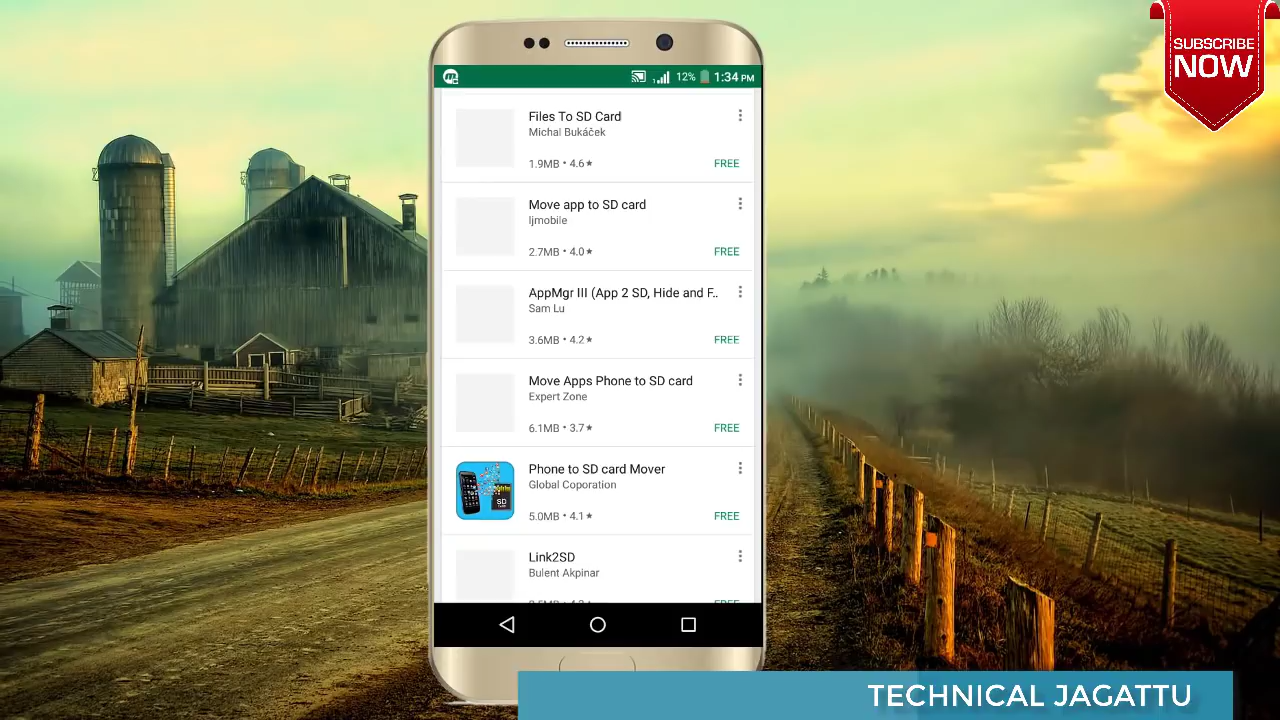 SUBSCRIBE
NOW
12% 1:34 PM
Files To SD Card
Michal Bukáček
1.9MB • 4.6★ FREE
Move app to SD card
ljmobile
2.7MB • 4.0★ FREE
AppMgr III (App 2 SD, Hide and F..
Sam Lu
3.6MB • 4.2★ FREE
Move Apps Phone to SD card
Expert Zone
6.1MB • 3.7★ FREE
Phone to SD card Mover
Global Coporation
5.0MB • 4.1★ FREE
Link2SD
Bulent Akpinar
FREE
TECHNICAL JAGATTU